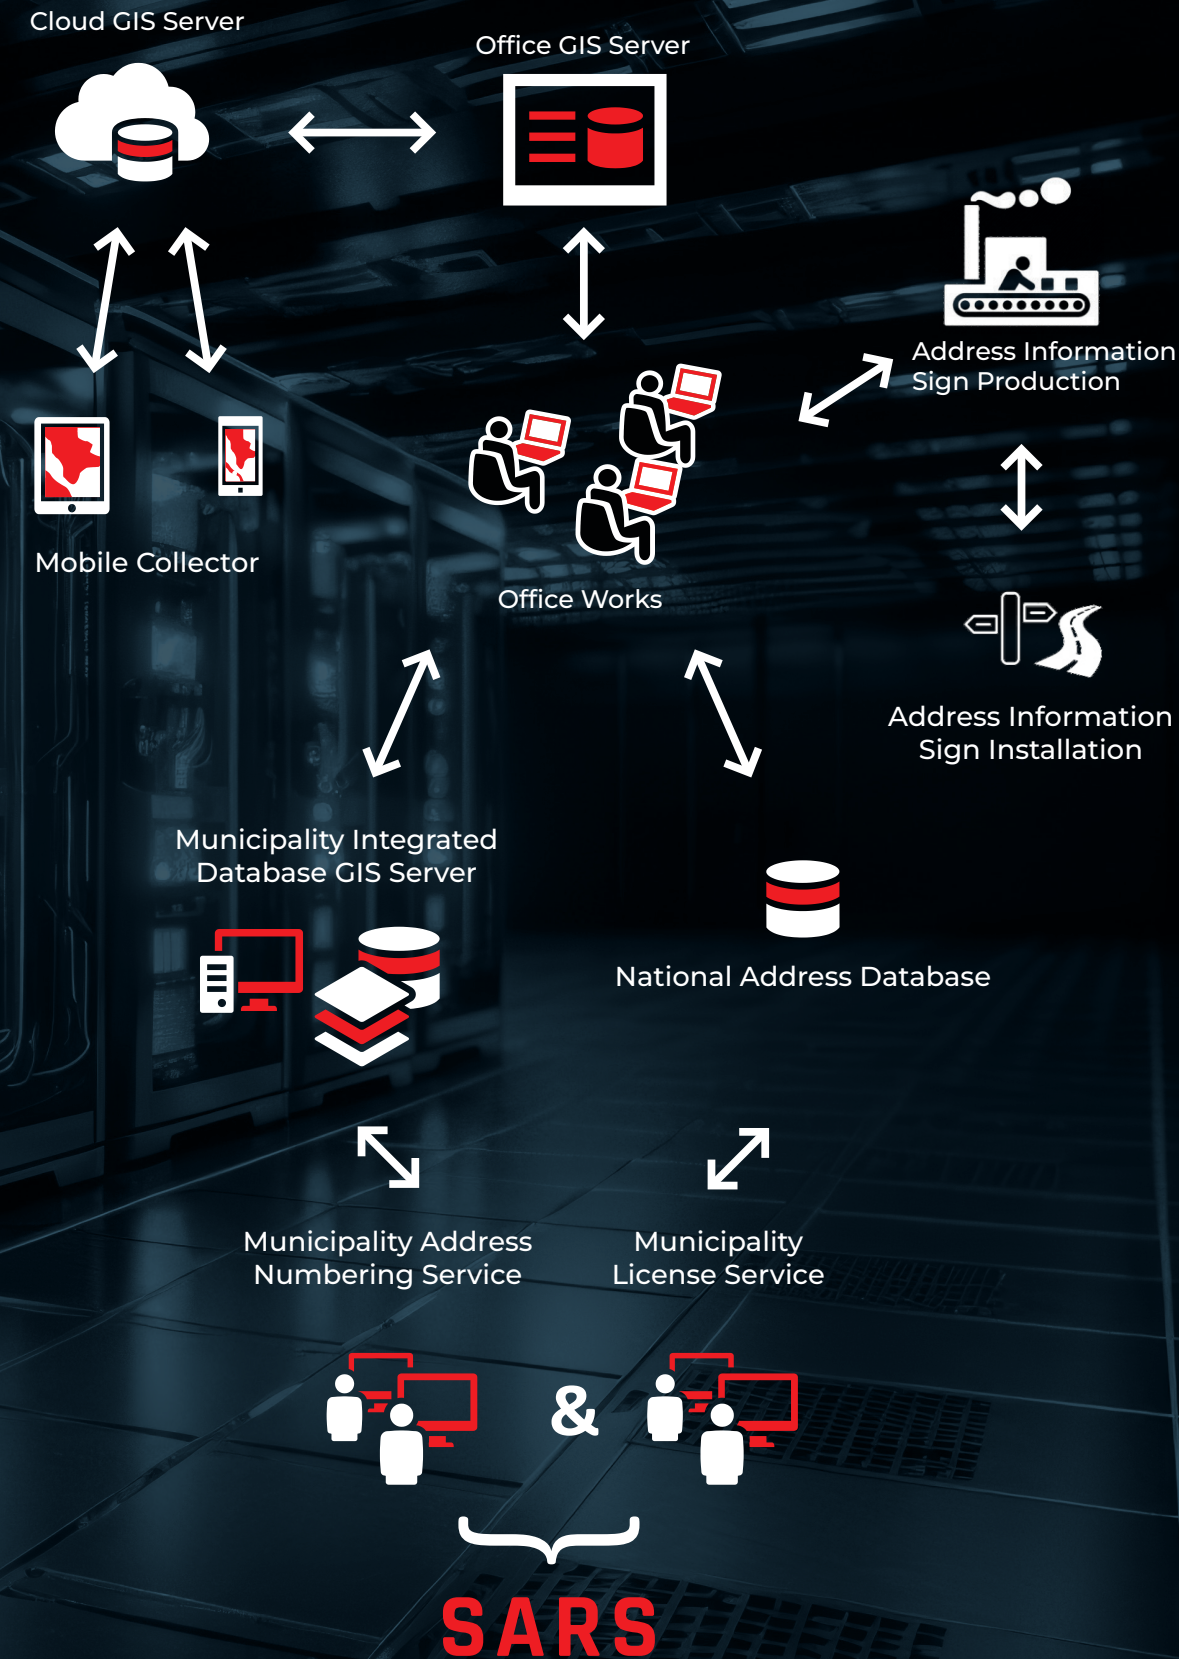 Cloud GIS Server
Office GIS Server
Address Information
Sign Production
Mobile Collector
Office Works
Address Information
Sign Installation
Municipality Integrated
Database GIS Server
National Address Database
Municipality Address
Numbering Service
Municipality
License Service
&
SARS